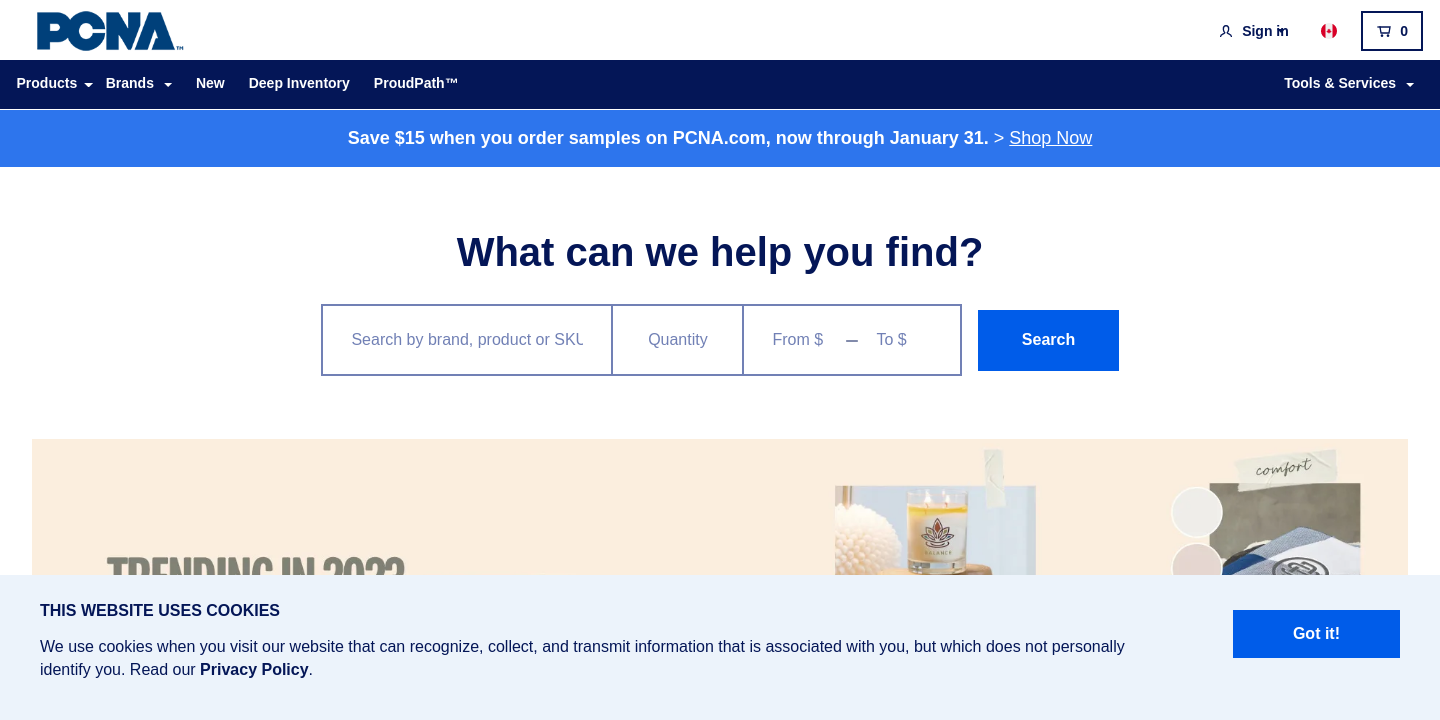 PCNA™
Sign in
0
Products
Brands
New
Deep Inventory
ProudPath™
Tools & Services
Save $15 when you order samples on PCNA.com, now through January 31. > Shop Now
What can we help you find?
Search by brand, product or SKU
Quantity
From $ – To $
Search
comfort
BALANCE
TRENDING IN 2023
THIS WEBSITE USES COOKIES
We use cookies when you visit our website that can recognize, collect, and transmit information that is associated with you, but which does not personally
identify you. Read our Privacy Policy.
Got it!